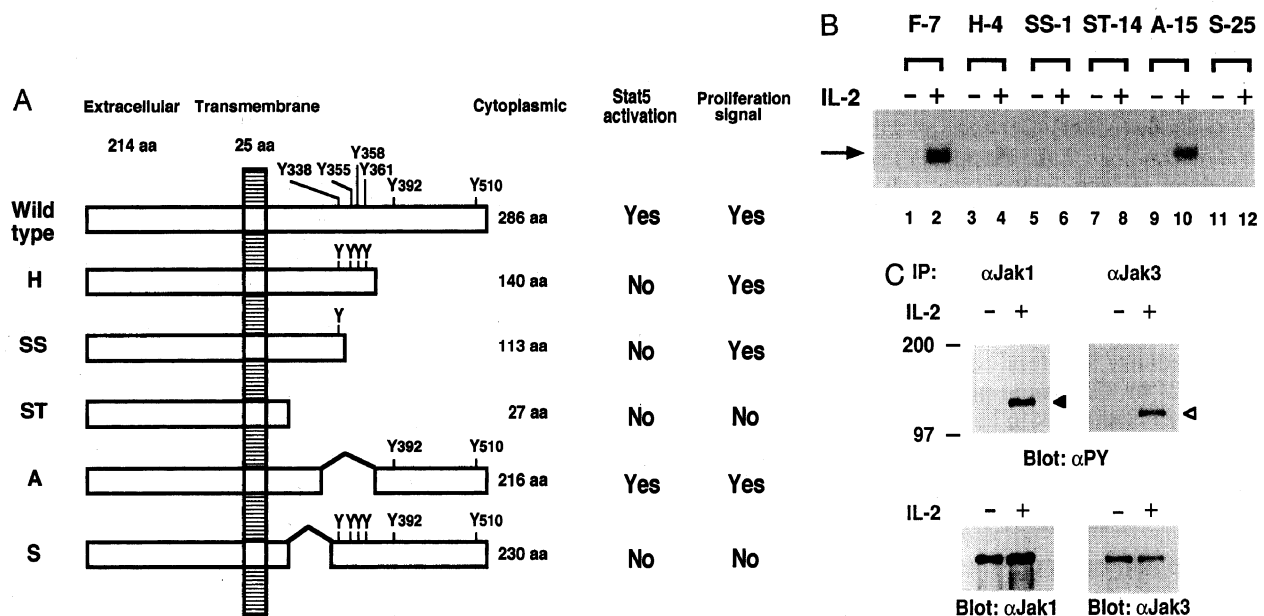 A
Extracellular Transmembrane Cytoplasmic Stat5 activation Proliferation signal
214 aa 25 aa
Y338 Y355 Y358 Y361 Y392 Y510
Wild type 286 aa Yes Yes
Y YYY
H 140 aa No Yes
Y
SS 113 aa No Yes
ST 27 aa No No
Y392 Y510
A 216 aa Yes Yes
Y YYY Y392 Y510
S 230 aa No No
B
F-7 H-4 SS-1 ST-14 A-15 S-25
IL-2 − + − + − + − + − + − +
1 2 3 4 5 6 7 8 9 10 11 12
C IP: αJak1 αJak3
IL-2 − + − +
200 −
97 −
Blot: αPY
IL-2 − + − +
Blot: αJak1 Blot: αJak3